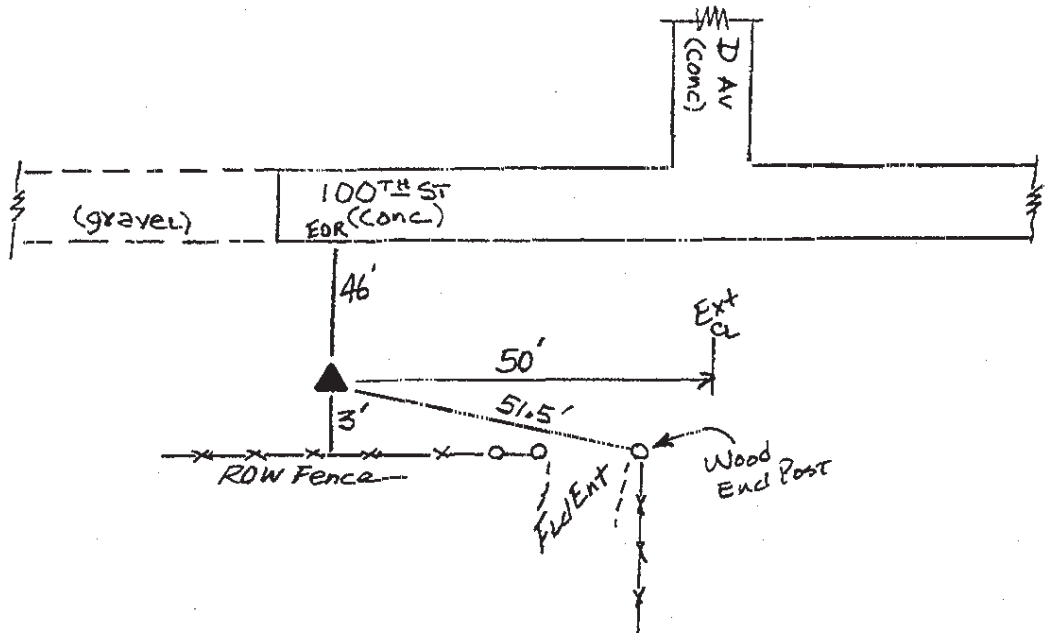 D AV
(conc)
100TH ST
(gravel)
(conc)
EOR
46'
Ext
CL
50'
51.5'
3'
ROW Fence
Wood
End Post
Fld Ent